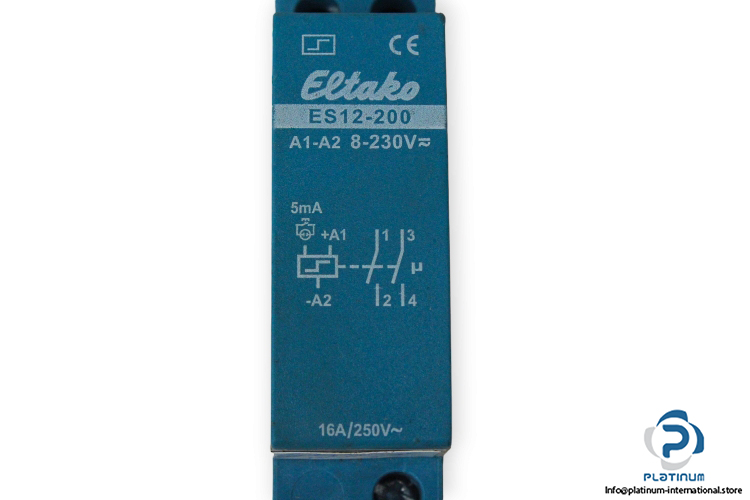 CE
Eltako
ES12-200
A1-A2 8-230V≂
5mA
+A1 1 3
µ
-A2 2 4
16A/250V~
PLATINUM
Info@platinum-international.store